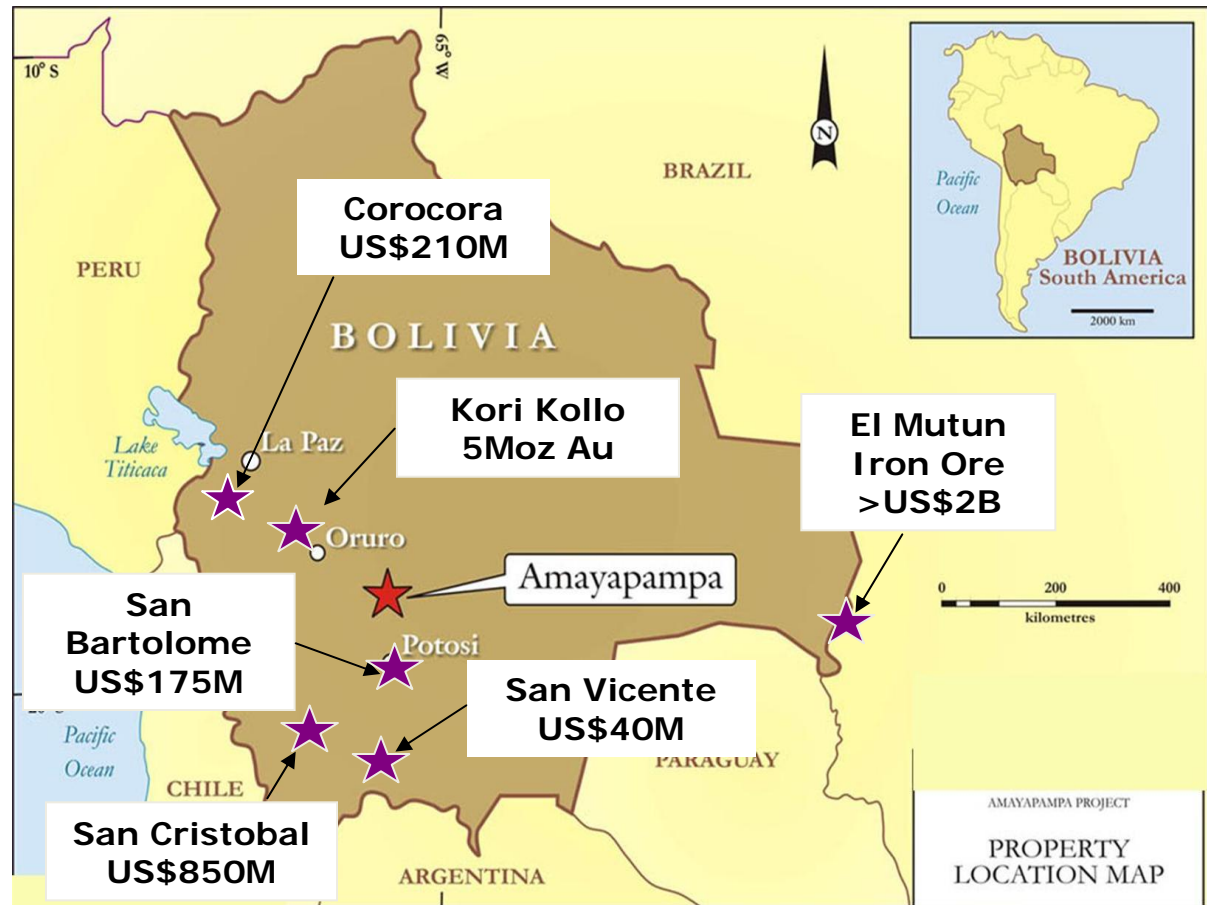 10° S
65° W
N
BRAZIL
Pacific
Ocean
BOLIVIA
South America
2000 km
Corocora
US$210M
PERU
BOLIVIA
Kori Kollo
5Moz Au
El Mutun
Iron Ore
>US$2B
Lake
Titicaca
La Paz
Oruro
Amayapampa
0 200 400
kilometres
San
Bartolome
US$175M
Potosi
San Vicente
US$40M
Pacific
Ocean
CHILE
PARAGUAY
San Cristobal
US$850M
ARGENTINA
AMAYAPAMPA PROJECT
PROPERTY
LOCATION MAP